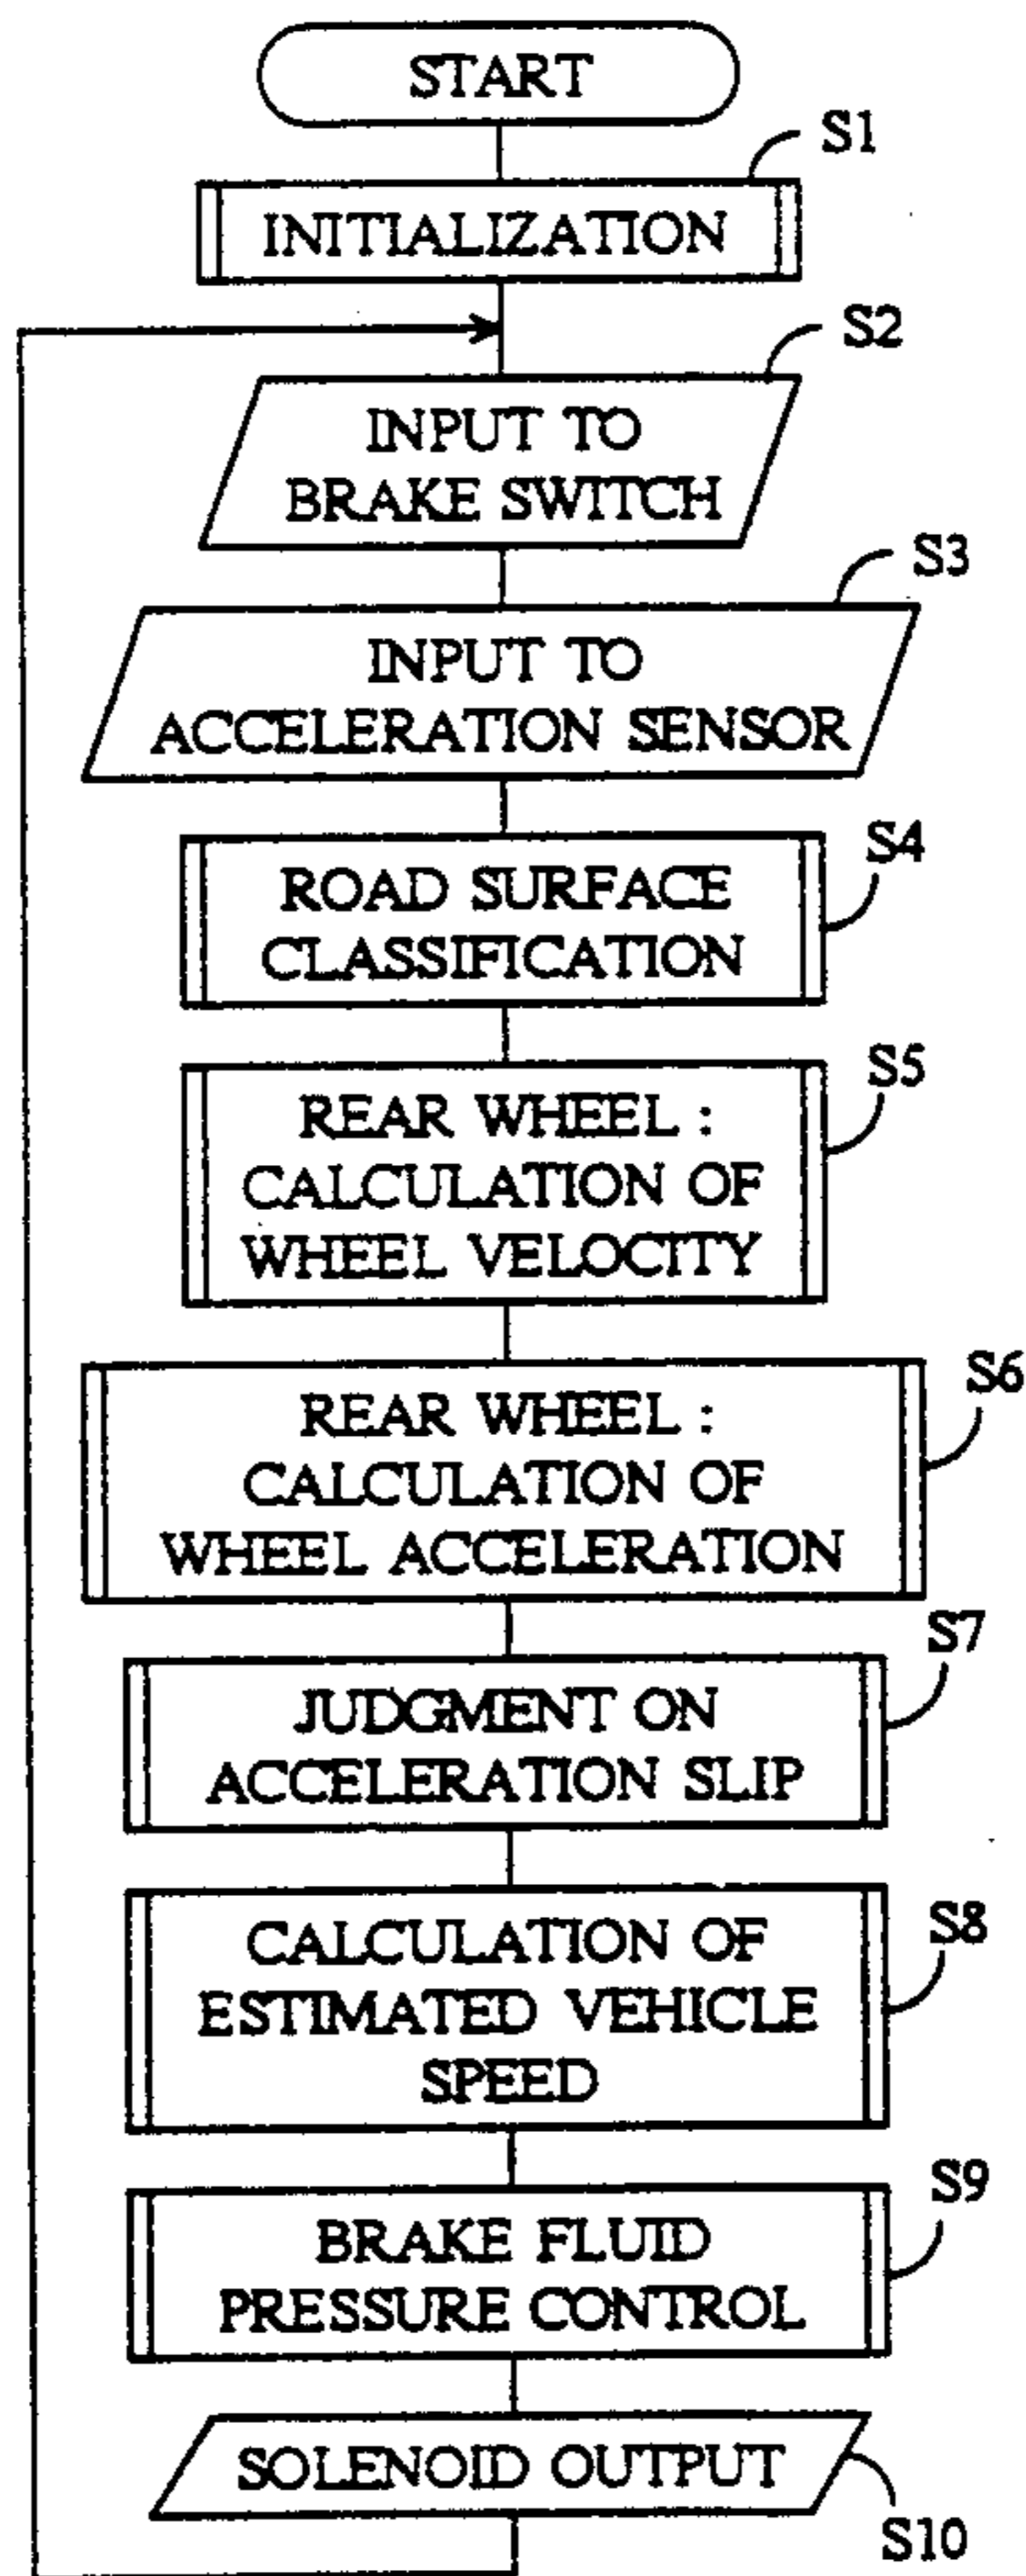 START
S1
INITIALIZATION
S2
INPUT TO
BRAKE SWITCH
S3
INPUT TO
ACCELERATION SENSOR
S4
ROAD SURFACE
CLASSIFICATION
S5
REAR WHEEL :
CALCULATION OF
WHEEL VELOCITY
S6
REAR WHEEL :
CALCULATION OF
WHEEL ACCELERATION
S7
JUDGMENT ON
ACCELERATION SLIP
S8
CALCULATION OF
ESTIMATED VEHICLE
SPEED
S9
BRAKE FLUID
PRESSURE CONTROL
SOLENOID OUTPUT
S10